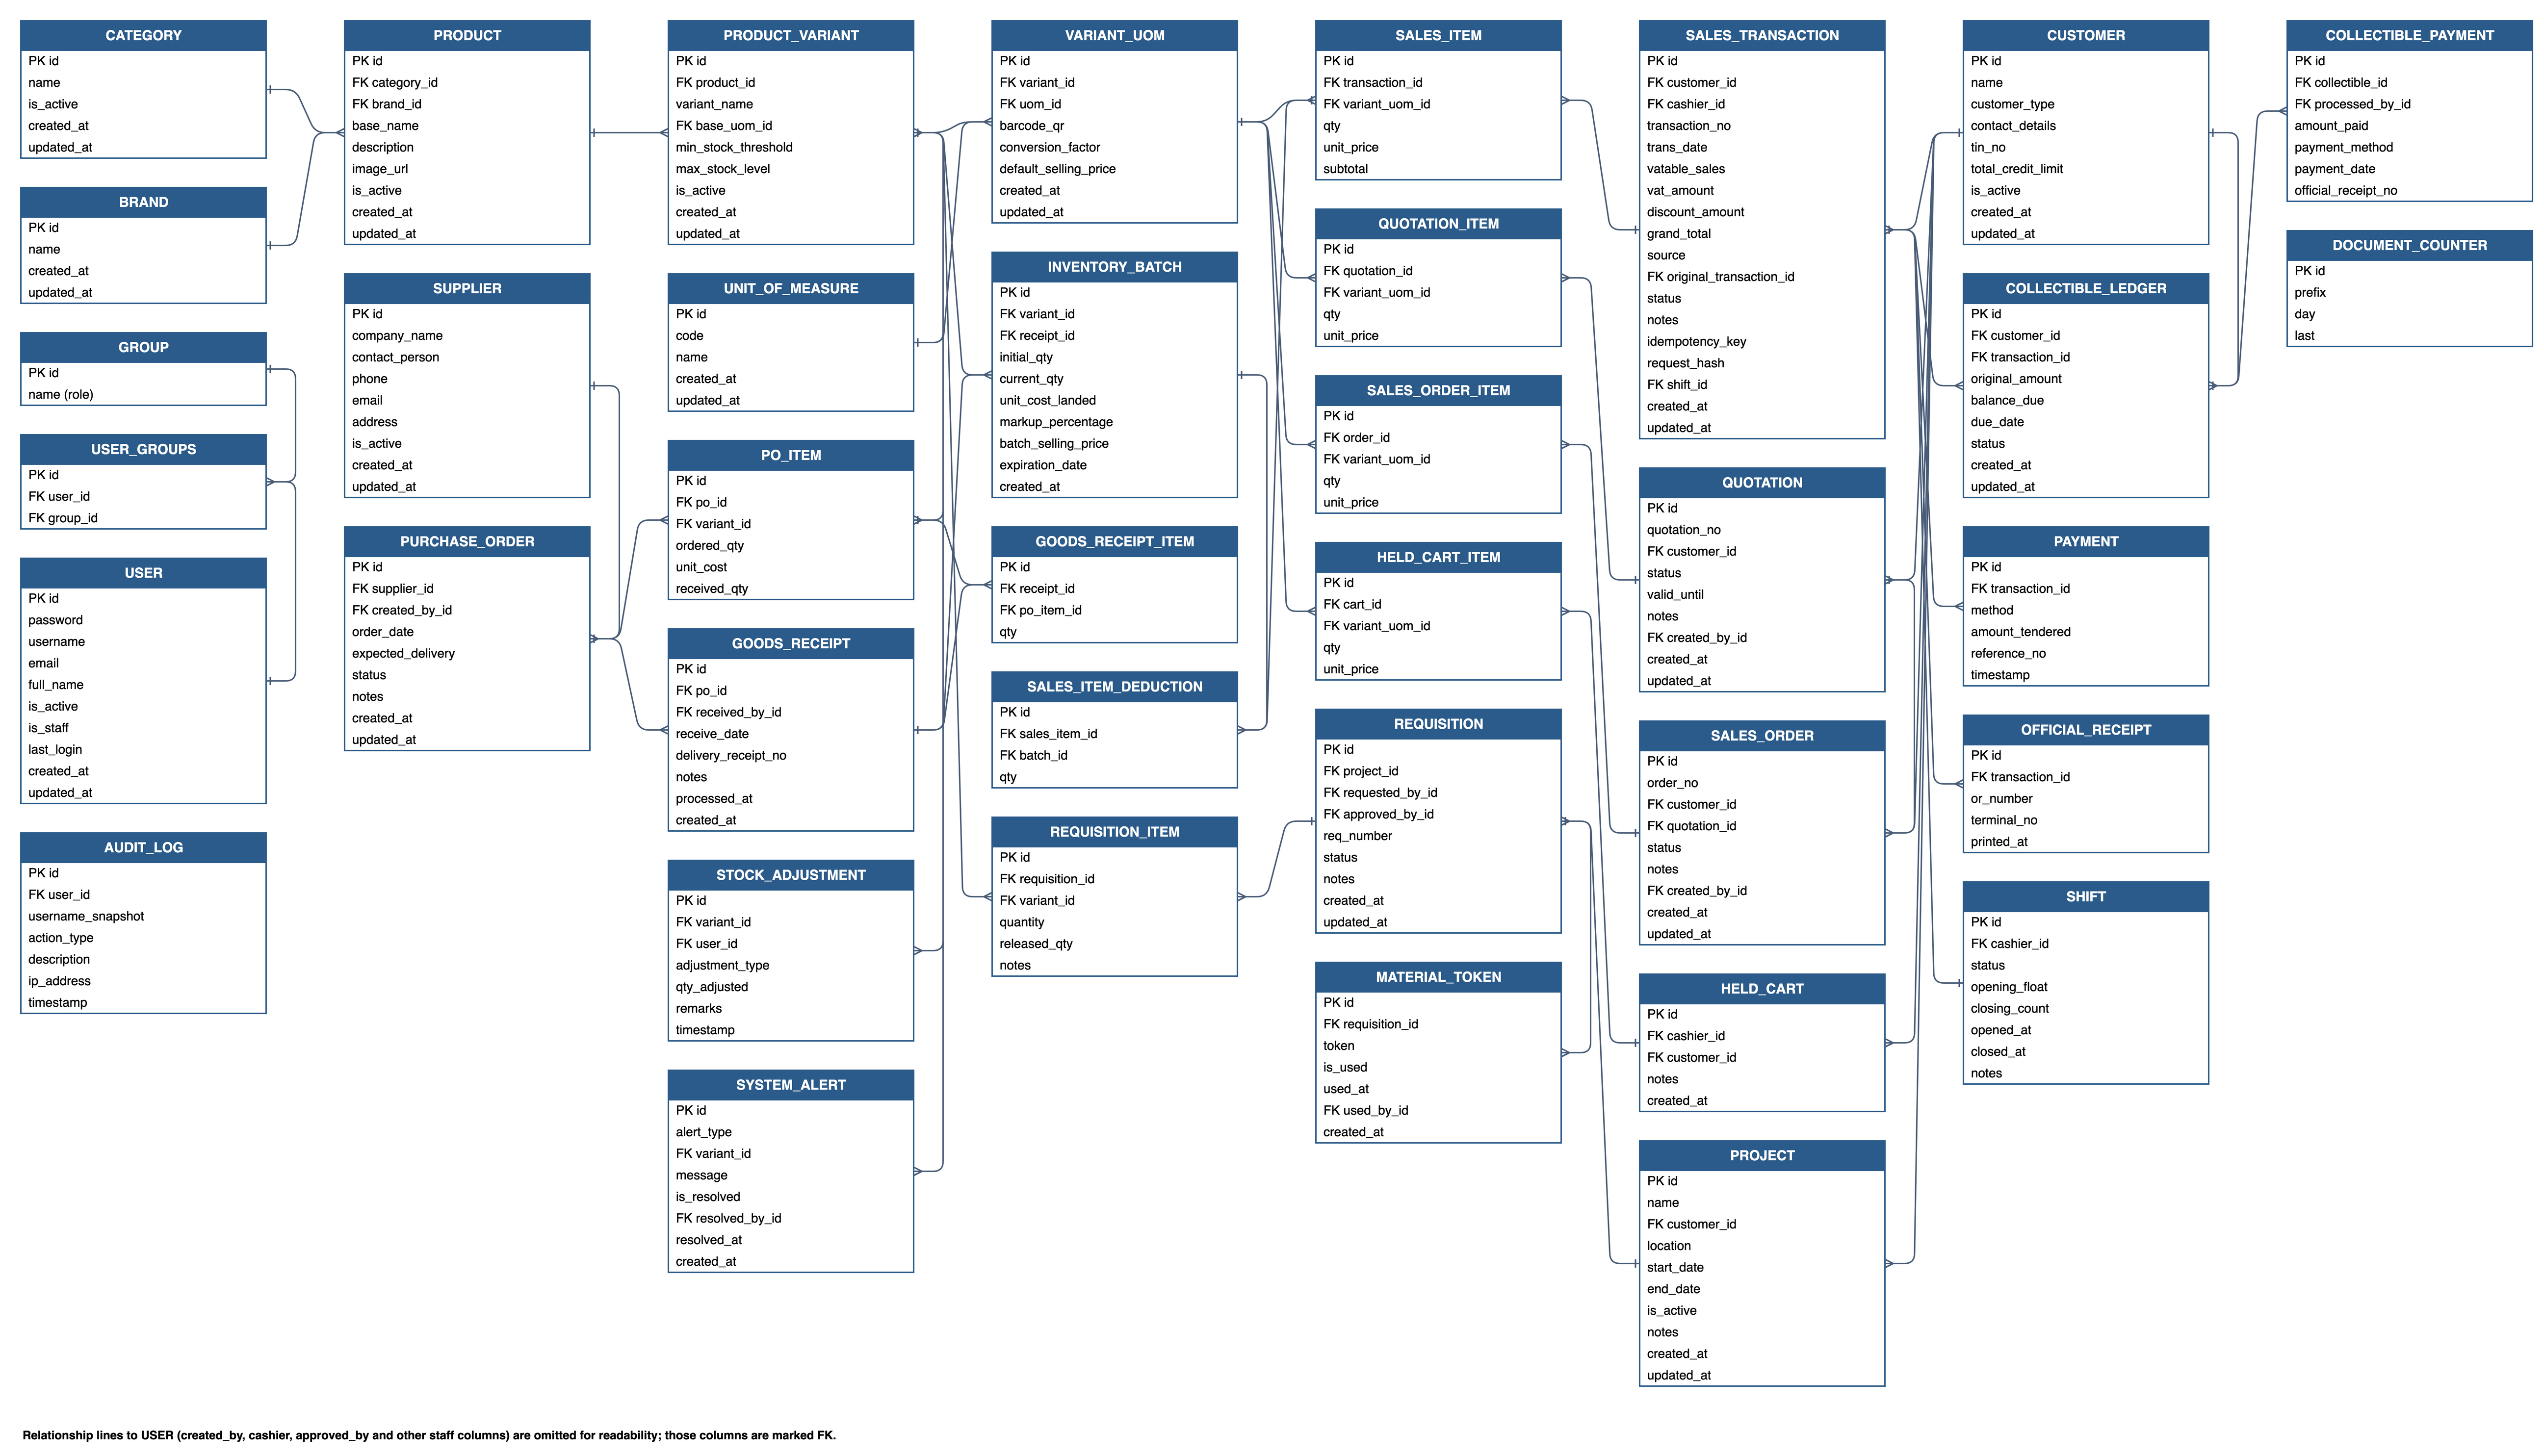 CATEGORY
PK id
name
is_active
created_at
updated_at
BRAND
PK id
name
created_at
updated_at
GROUP
PK id
name (role)
USER_GROUPS
PK id
FK user_id
FK group_id
USER
PK id
password
username
email
full_name
is_active
is_staff
last_login
created_at
updated_at
AUDIT_LOG
PK id
FK user_id
username_snapshot
action_type
description
ip_address
timestamp
PRODUCT
PK id
FK category_id
FK brand_id
base_name
description
image_url
is_active
created_at
updated_at
SUPPLIER
PK id
company_name
contact_person
phone
email
address
is_active
created_at
updated_at
PURCHASE_ORDER
PK id
FK supplier_id
FK created_by_id
order_date
expected_delivery
status
notes
created_at
updated_at
PRODUCT_VARIANT
PK id
FK product_id
variant_name
FK base_uom_id
min_stock_threshold
max_stock_level
is_active
created_at
updated_at
UNIT_OF_MEASURE
PK id
code
name
created_at
updated_at
PO_ITEM
PK id
FK po_id
FK variant_id
ordered_qty
unit_cost
received_qty
GOODS_RECEIPT
PK id
FK po_id
FK received_by_id
receive_date
delivery_receipt_no
notes
processed_at
created_at
STOCK_ADJUSTMENT
PK id
FK variant_id
FK user_id
adjustment_type
qty_adjusted
remarks
timestamp
SYSTEM_ALERT
PK id
alert_type
FK variant_id
message
is_resolved
FK resolved_by_id
resolved_at
created_at
VARIANT_UOM
PK id
FK variant_id
FK uom_id
barcode_qr
conversion_factor
default_selling_price
created_at
updated_at
INVENTORY_BATCH
PK id
FK variant_id
FK receipt_id
initial_qty
current_qty
unit_cost_landed
markup_percentage
batch_selling_price
expiration_date
created_at
GOODS_RECEIPT_ITEM
PK id
FK receipt_id
FK po_item_id
qty
SALES_ITEM_DEDUCTION
PK id
FK sales_item_id
FK batch_id
qty
REQUISITION_ITEM
PK id
FK requisition_id
FK variant_id
quantity
released_qty
notes
SALES_ITEM
PK id
FK transaction_id
FK variant_uom_id
qty
unit_price
subtotal
QUOTATION_ITEM
PK id
FK quotation_id
FK variant_uom_id
qty
unit_price
SALES_ORDER_ITEM
PK id
FK order_id
FK variant_uom_id
qty
unit_price
HELD_CART_ITEM
PK id
FK cart_id
FK variant_uom_id
qty
unit_price
REQUISITION
PK id
FK project_id
FK requested_by_id
FK approved_by_id
req_number
status
notes
created_at
updated_at
MATERIAL_TOKEN
PK id
FK requisition_id
token
is_used
used_at
FK used_by_id
created_at
SALES_TRANSACTION
PK id
FK customer_id
FK cashier_id
transaction_no
trans_date
vatable_sales
vat_amount
discount_amount
grand_total
source
FK original_transaction_id
status
notes
idempotency_key
request_hash
FK shift_id
created_at
updated_at
QUOTATION
PK id
quotation_no
FK customer_id
status
valid_until
notes
FK created_by_id
created_at
updated_at
SALES_ORDER
PK id
order_no
FK customer_id
FK quotation_id
status
notes
FK created_by_id
created_at
updated_at
HELD_CART
PK id
FK cashier_id
FK customer_id
notes
created_at
PROJECT
PK id
name
FK customer_id
location
start_date
end_date
is_active
notes
created_at
updated_at
CUSTOMER
PK id
name
customer_type
contact_details
tin_no
total_credit_limit
is_active
created_at
updated_at
COLLECTIBLE_LEDGER
PK id
FK customer_id
FK transaction_id
original_amount
balance_due
due_date
status
created_at
updated_at
PAYMENT
PK id
FK transaction_id
method
amount_tendered
reference_no
timestamp
OFFICIAL_RECEIPT
PK id
FK transaction_id
or_number
terminal_no
printed_at
SHIFT
PK id
FK cashier_id
status
opening_float
closing_count
opened_at
closed_at
notes
COLLECTIBLE_PAYMENT
PK id
FK collectible_id
FK processed_by_id
amount_paid
payment_method
payment_date
official_receipt_no
DOCUMENT_COUNTER
PK id
prefix
day
last
Relationship lines to USER (created_by, cashier, approved_by and other staff columns) are omitted for readability; those columns are marked FK.